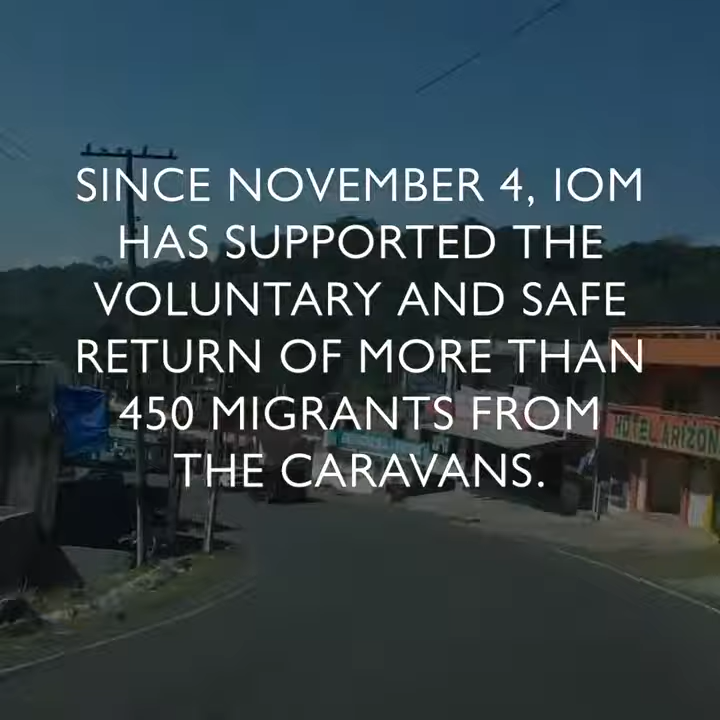 SINCE NOVEMBER 4, IOM
HAS SUPPORTED THE
VOLUNTARY AND SAFE
RETURN OF MORE THAN
450 MIGRANTS FROM
THE CARAVANS.
HOTEL ARIZON